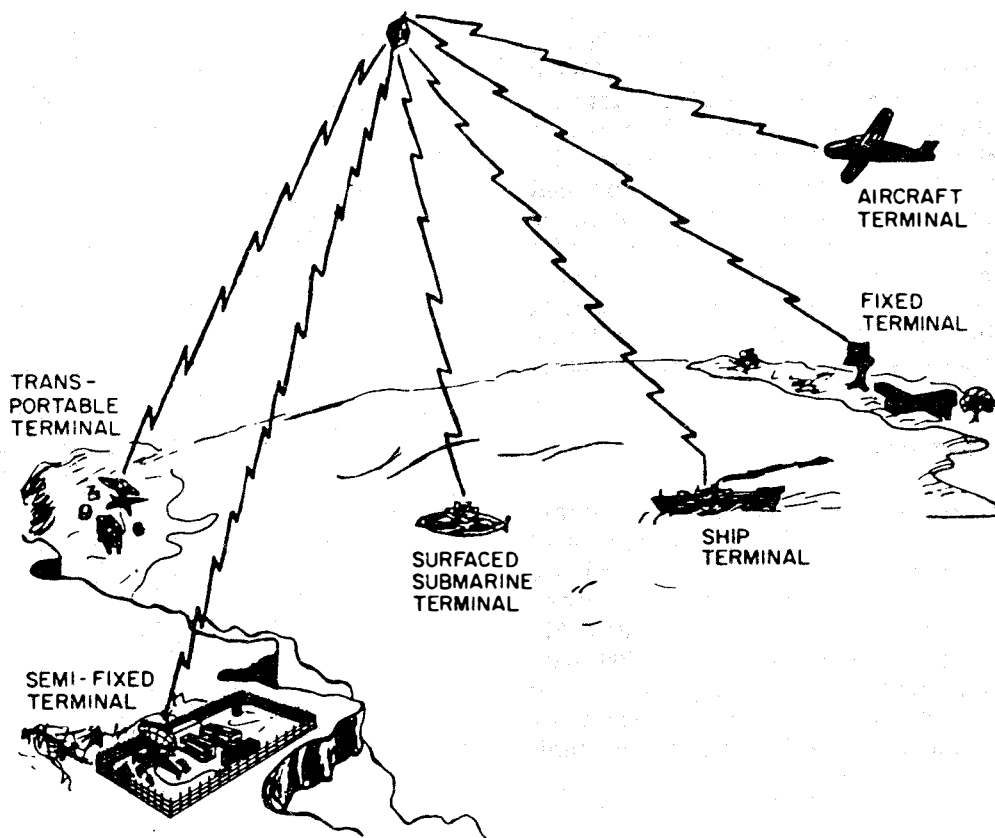 AIRCRAFT
TERMINAL
FIXED
TERMINAL
TRANS-
PORTABLE
TERMINAL
SURFACED
SUBMARINE
TERMINAL
SHIP
TERMINAL
SEMI-FIXED
TERMINAL